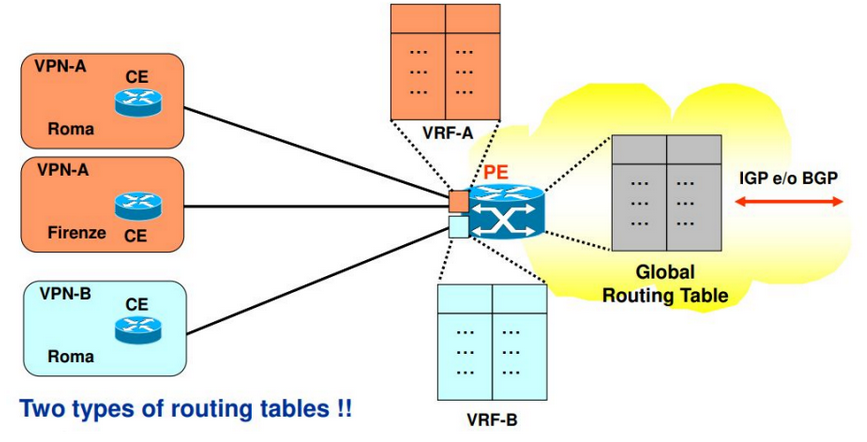 VPN-A
CE
Roma
VPN-A
Firenze CE
VPN-B
CE
Roma
... ...
... ...
... ...
VRF-A
PE
... ...
... ...
... ...
Global
Routing Table
IGP e/o BGP
... ...
... ...
... ...
VRF-B
Two types of routing tables !!